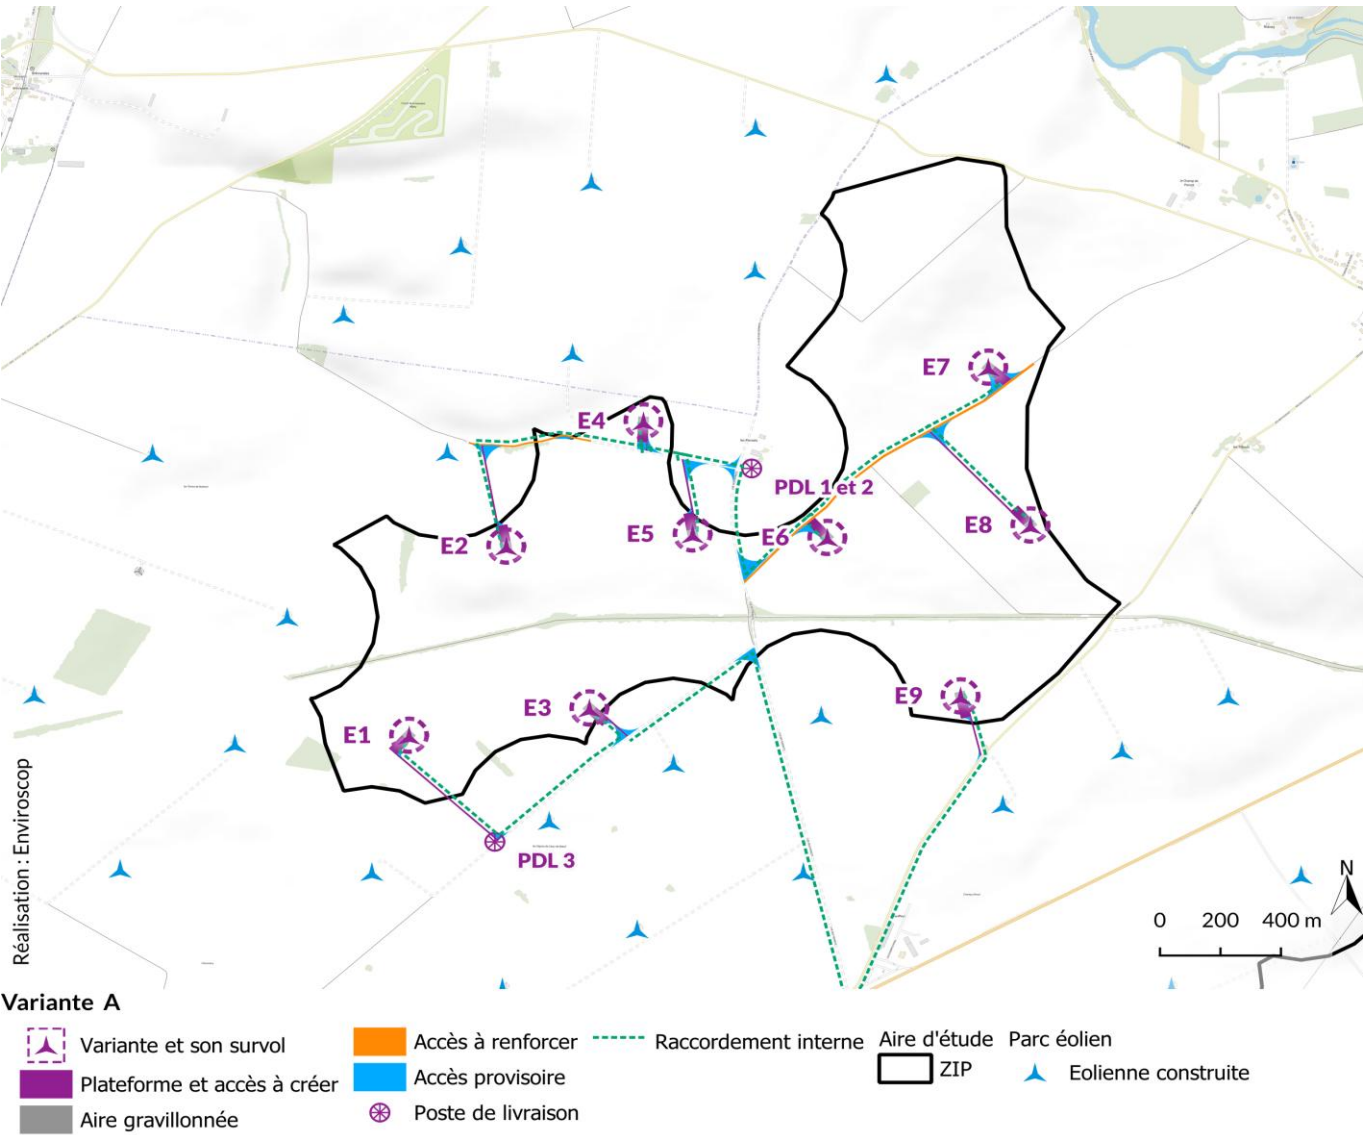 E7
E4
PDL 1 et 2
E2
E5
E6
E8
E3
E9
E1
PDL 3
Réalisation : Enviroscop
N
0 200 400 m
Variante A
Variante et son survol
Plateforme et accès à créer
Aire gravillonnée
Accès à renforcer
Accès provisoire
Poste de livraison
Raccordement interne
Aire d'étude
ZIP
Parc éolien
Eolienne construite